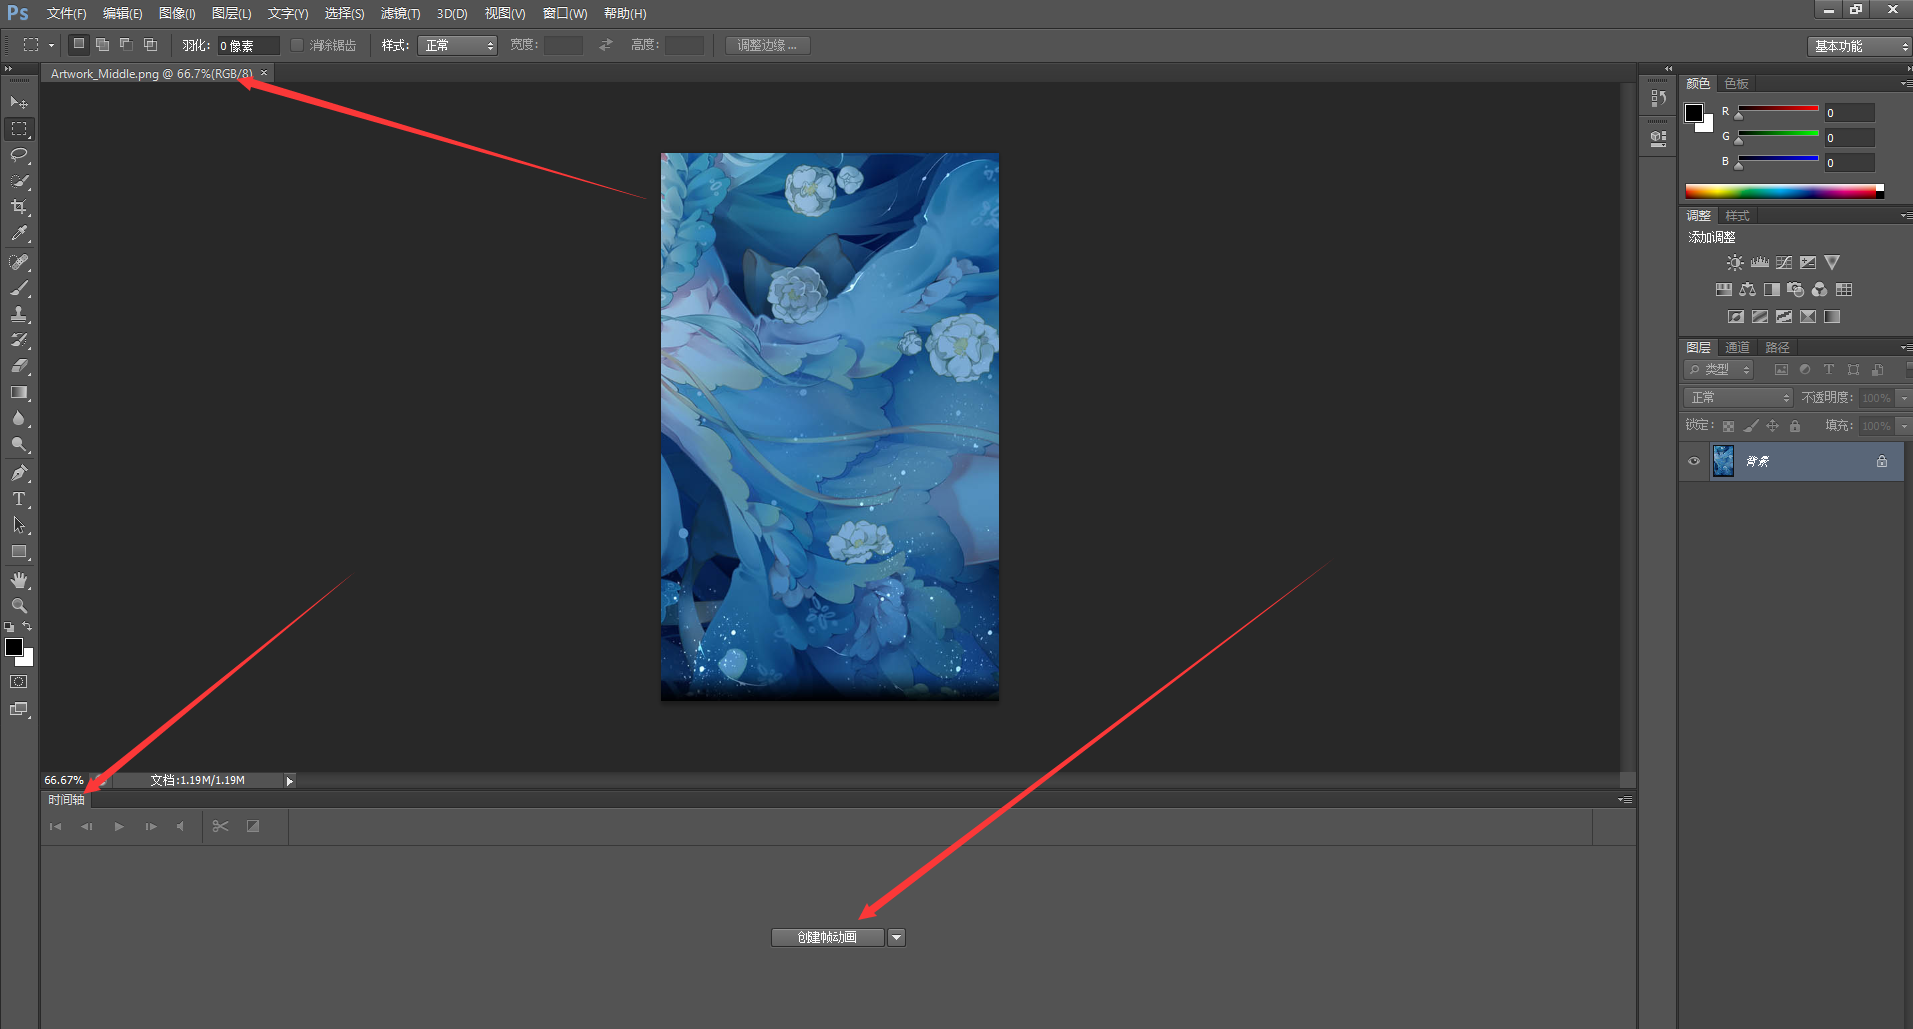 Ps 文件(F) 编辑(E) 图像(I) 图层(L) 文字(Y) 选择(S) 滤镜(T) 3D(D) 视图(V) 窗口(W) 帮助(H)
羽化: 0 像素 消除锯齿 样式: 正常 宽度: 高度: 调整边缘 ... 基本功能
Artwork_Middle.png @ 66.7%(RGB/8) ×
颜色 色板
R 0
G 0
B 0
调整 样式
添加调整
图层 通道 路径
类型
正常 不透明度: 100%
锁定: 填充: 100%
背景
66.67% 文档:1.19M/1.19M
时间轴
创建帧动画